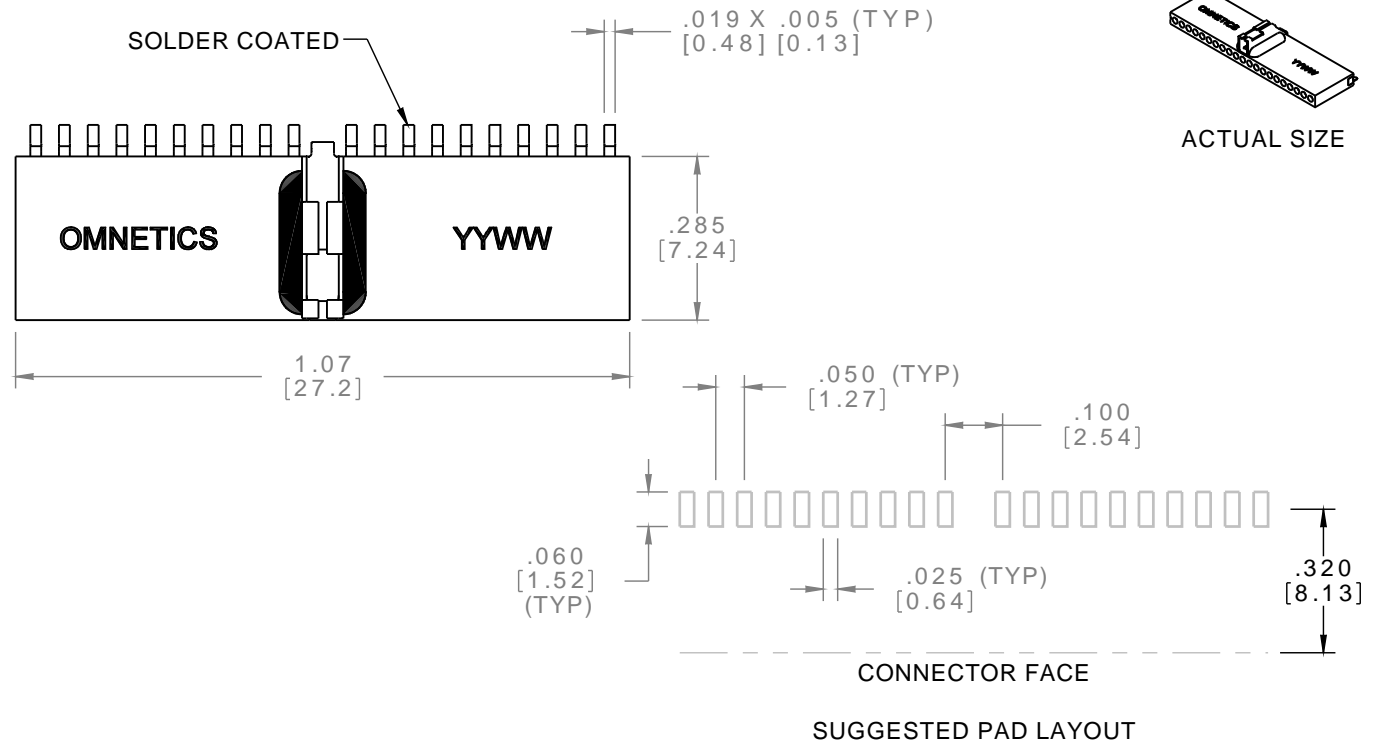 .019 X .005 (TYP)
[0.48] [0.13]
SOLDER COATED
OMNETICS
YYWW
ACTUAL SIZE
OMNETICS
YYWW
.285
[7.24]
1.07
[27.2]
.050 (TYP)
[1.27]
.100
[2.54]
.060
[1.52]
(TYP)
.025 (TYP)
[0.64]
.320
[8.13]
CONNECTOR FACE
SUGGESTED PAD LAYOUT